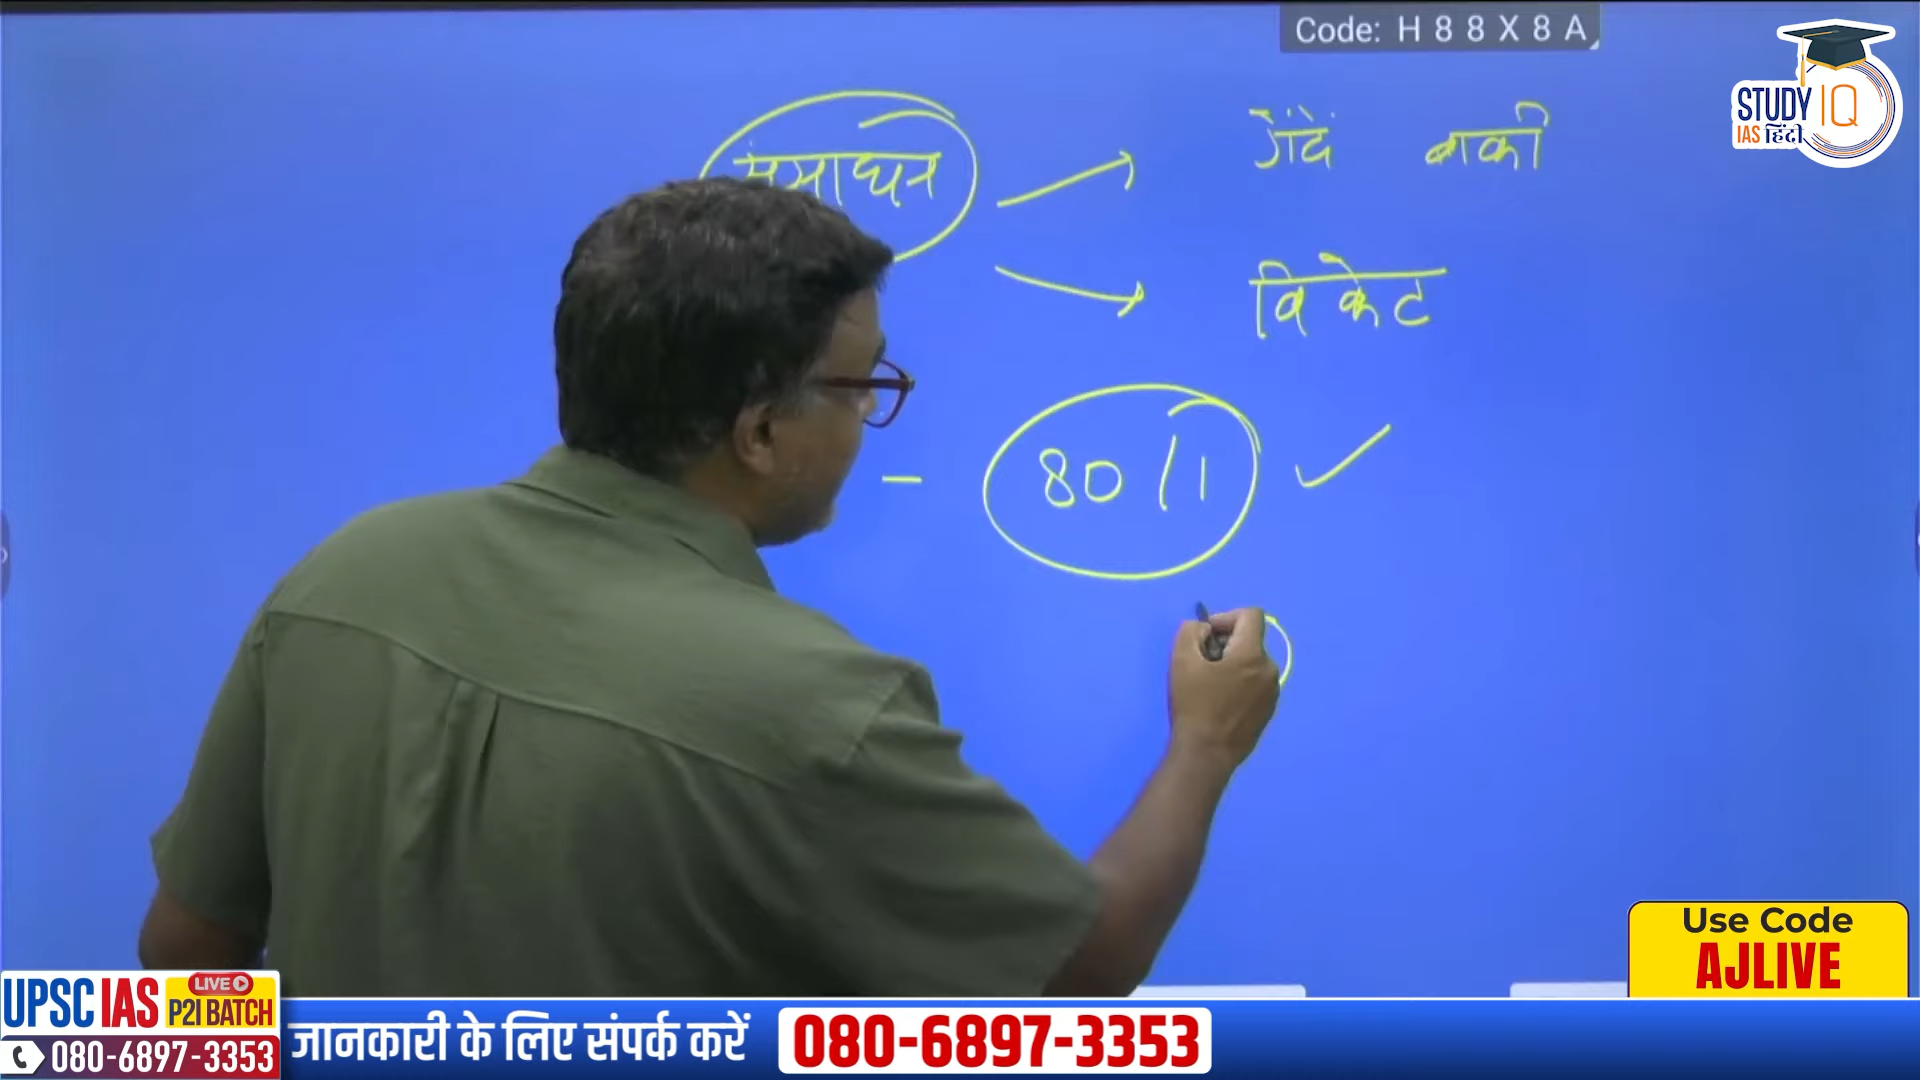 Code: H 8 8 X 8 A
STUDY IQ
IAS हिंदी
संसाधन
गेंदें बाकी
विकेट
- 80/1 ✓
Use Code
AJLIVE
UPSC IAS LIVE
P2I BATCH
080-6897-3353
जानकारी के लिए संपर्क करें 080-6897-3353